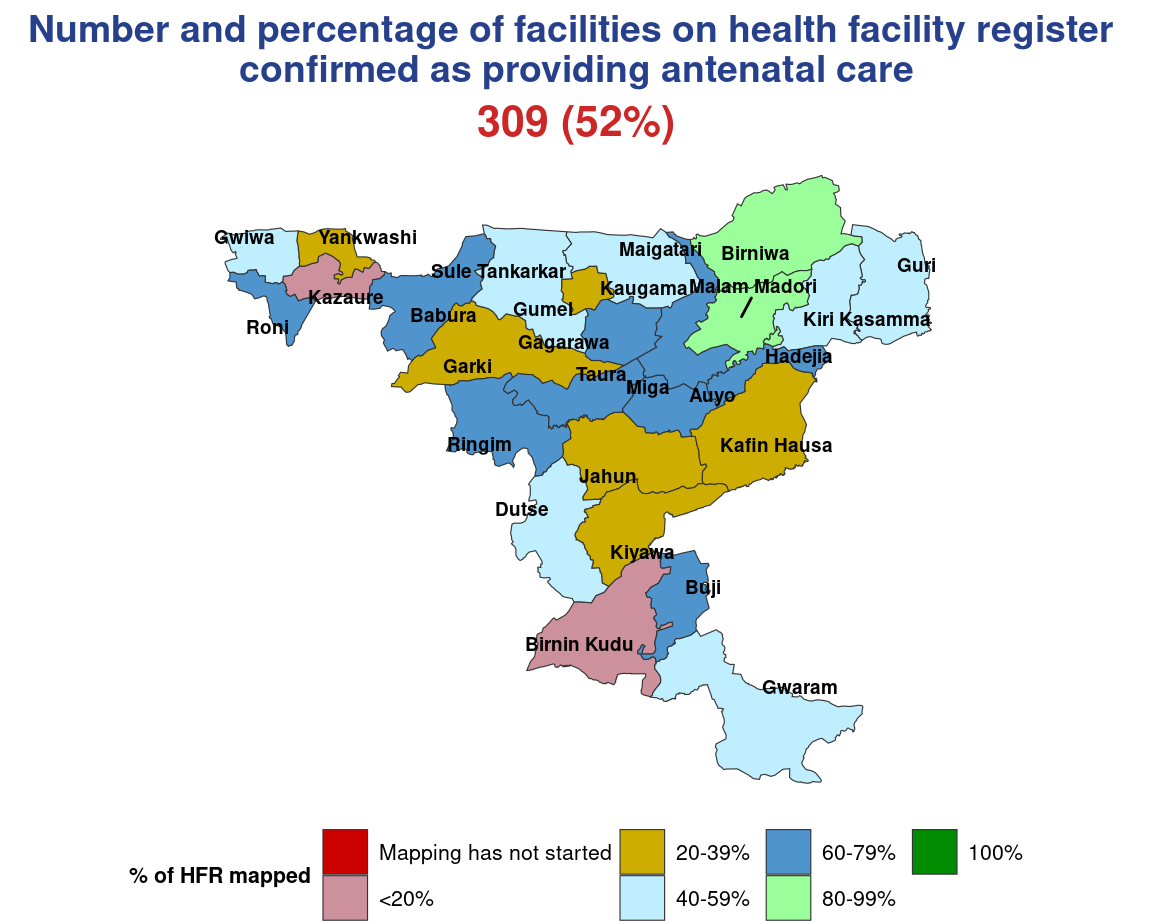 Number and percentage of facilities on health facility register
confirmed as providing antenatal care
309 (52%)
Gwiwa
Yankwashi
Maigatari
Birniwa
Guri
Sule Tankarkar
Kazaure
Kaugama
Malam Madori
Roni
Babura
Gumel
Kiri Kasamma
Gagarawa
Hadejia
Garki
Taura
Miga
Auyo
Ringim
Kafin Hausa
Jahun
Dutse
Kiyawa
Buji
Birnin Kudu
Gwaram
% of HFR mapped
Mapping has not started
<20%
20-39%
40-59%
60-79%
80-99%
100%